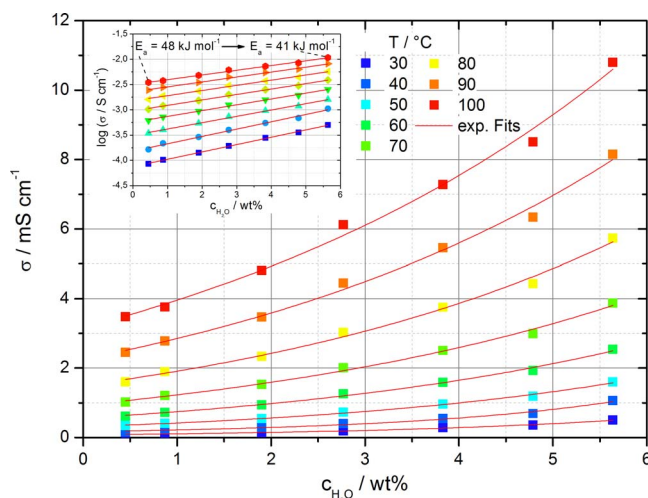 Eₐ = 48 kJ mol⁻¹ Eₐ = 41 kJ mol⁻¹
log (σ / S cm⁻¹)
-1,5
-2,0
-2,5
-3,0
-3,5
-4,0
-4,5
0 1 2 3 4 5 6
c_H₂O / wt%
T / °C
30 80
40 90
50 100
60 exp. Fits
70
σ / mS cm⁻¹
12
10
8
6
4
2
0
0 1 2 3 4 5 6
c_H₂O / wt%